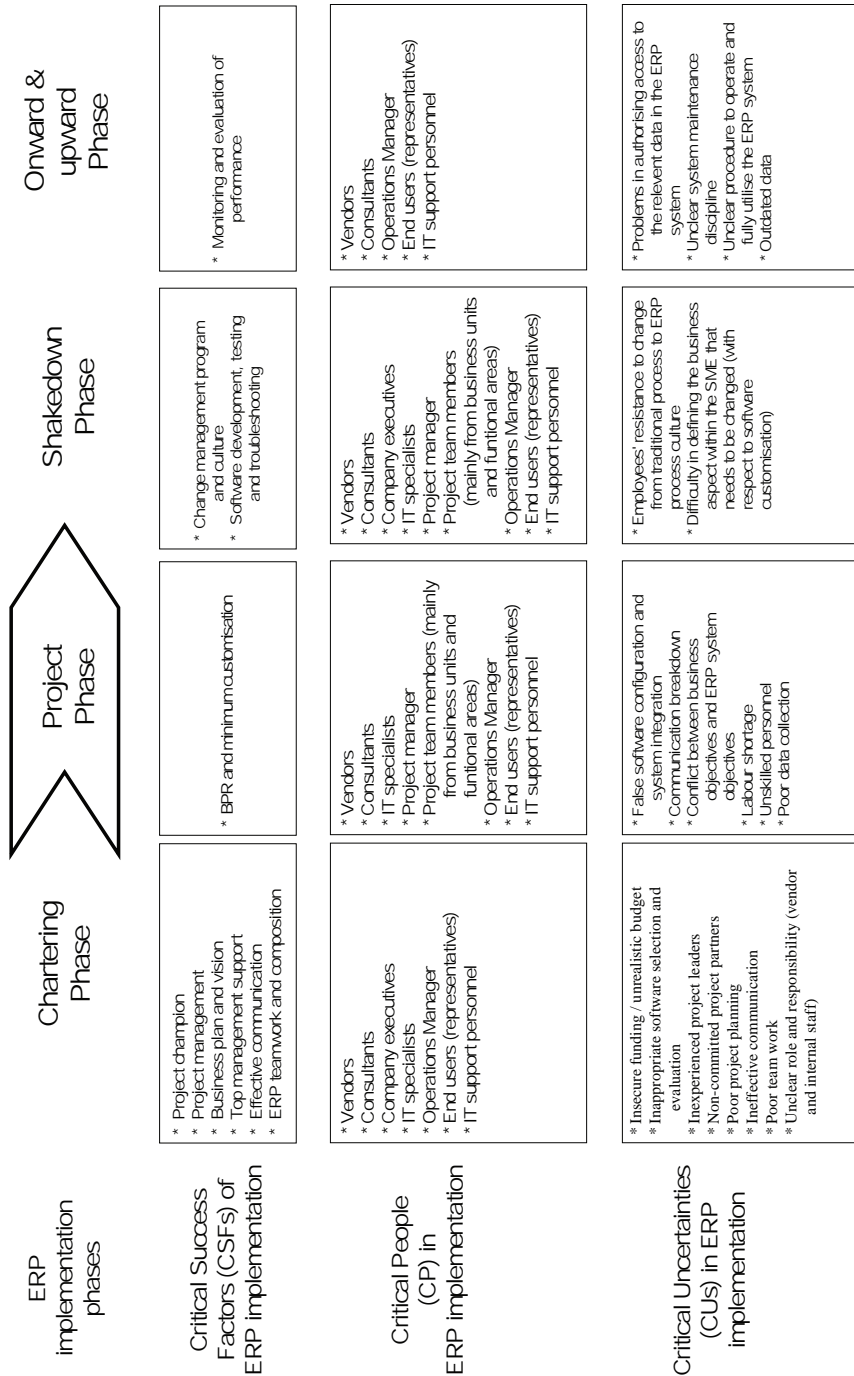 ERP
implementation
phases
Chartering
Phase
Project
Phase
Shakedown
Phase
Onward &
upward
Phase
Critical Success
Factors (CSFs) of
ERP implementation
* Project champion
* Project management
* Business plan and vision
* Top management support
* Effective communication
* ERP teamwork and composition
* BPR and minimum customisation
* Change management program
and culture
* Software development, testing
and troubleshooting
* Monitoring and evaluation of
performance
Critical People
(CP) in
ERP implementation
* Vendors
* Consultants
* Company executives
* IT specialists
* Operations Manager
* End users (representatives)
* IT support personnel
* Vendors
* Consultants
* IT specialists
* Project manager
* Project team members (mainly
from business units and
funtional areas)
* Operations Manager
* End users (representatives)
* IT support personnel
* Vendors
* Consultants
* Company executives
* IT specialists
* Project manager
* Project team members
(mainly from business units
and funtional areas)
* Operations Manager
* End users (representatives)
* IT support personnel
* Vendors
* Consultants
* Operations Manager
* End users (representatives)
* IT support personnel
Critical Uncertainties
(CUs) in ERP
implementation
* Insecure funding / unrealistic budget
* Inappropriate software selection and
evaluation
* Inexperienced project leaders
* Non-committed project partners
* Poor project planning
* Ineffective communication
* Poor team work
* Unclear role and responsibility (vendor
and internal staff)
* False software configuration and
system integration
* Communication breakdown
* Conflict between business
objectives and ERP system
objectives
* Labour shortage
* Unskilled personnel
* Poor data collection
* Employees' resistance to change
from traditional process to ERP
process culture
* Difficulty in defining the business
aspect within the SME that
needs to be changed (with
respect to software
customisation)
* Problems in authorising access to
the relevent data in the ERP
system
* Unclear system maintenance
discipline
* Unclear procedure to operate and
fully utilise the ERP system
* Outdated data